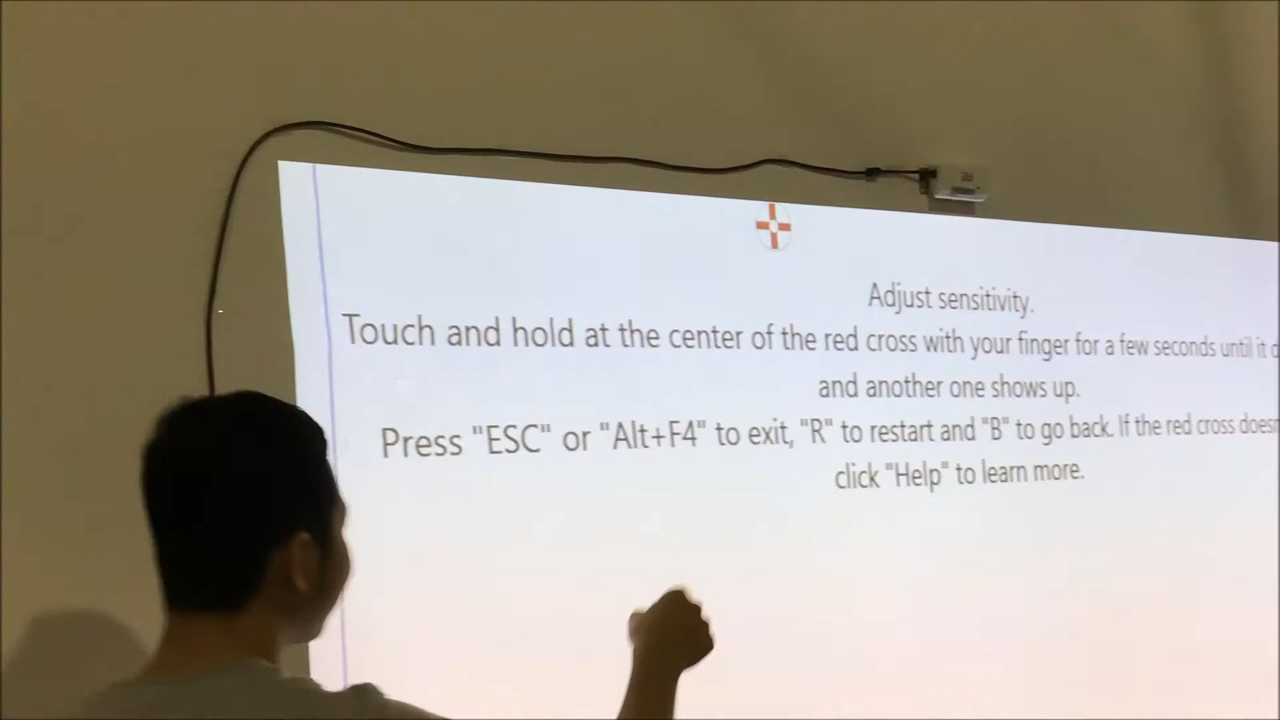 Adjust sensitivity.
Touch and hold at the center of the red cross with your finger for a few seconds until it
and another one shows up.
Press "ESC" or "Alt+F4" to exit, "R" to restart and "B" to go back. If the red cross
click "Help" to learn more.